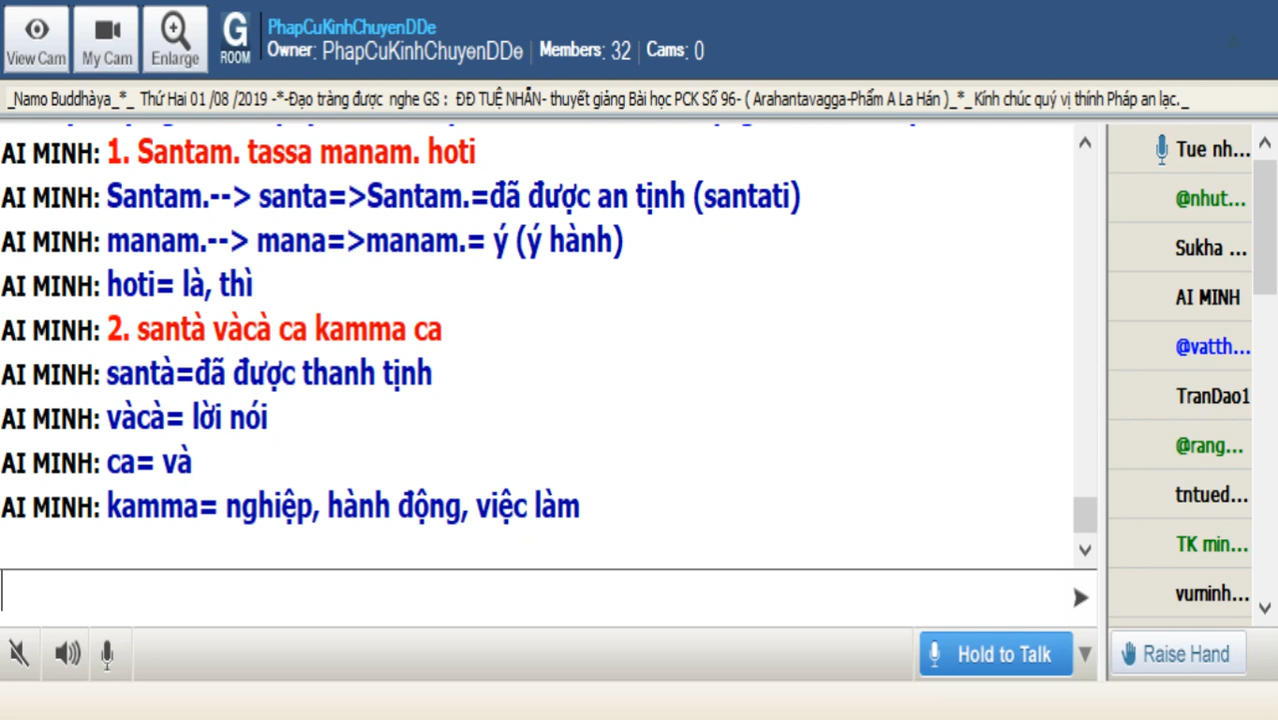 PhapCuKinhChuyenDDe
Owner: PhapCuKinhChuyenDDe | Members: 32 | Cams: 0
View Cam
My Cam
Enlarge
G
ROOM
_Namo Buddhàya_*_ Thứ Hai 01 /08 /2019 -*-Đạo tràng được nghe GS : ĐĐ TUỆ NHẪN- thuyết giảng Bài học PCK Số 96- ( Arahantavagga-Phẩm A La Hán )_*_Kính chúc quý vị thính Pháp an lạc._
AI MINH: 1. Santam. tassa manam. hoti
AI MINH: Santam.--> santa=>Santam.=đã được an tịnh (santati)
AI MINH: manam.--> mana=>manam.= ý (ý hành)
AI MINH: hoti= là, thì
AI MINH: 2. santà vàcà ca kamma ca
AI MINH: santà=đã được thanh tịnh
AI MINH: vàcà= lời nói
AI MINH: ca= và
AI MINH: kamma= nghiệp, hành động, việc làm
Tue nh...
@nhut...
Sukha ...
AI MINH
@vatth...
TranDao1
@rang...
tntued...
TK min...
vuminh...
Hold to Talk
Raise Hand